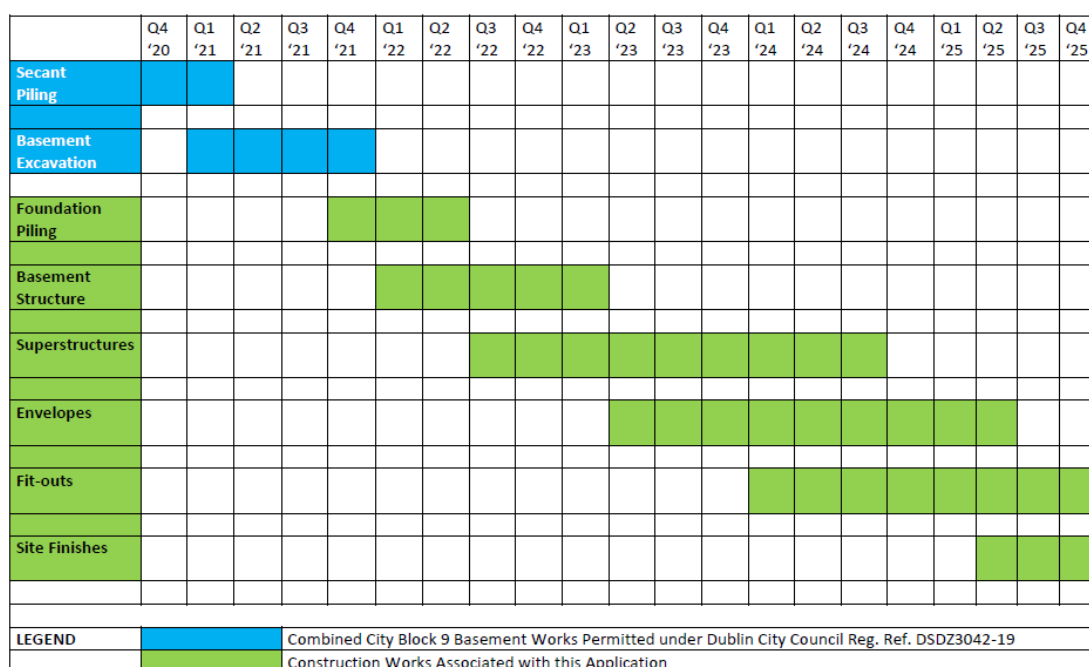 Q4 Q1 Q2 Q3 Q4 Q1 Q2 Q3 Q4 Q1 Q2 Q3 Q4 Q1 Q2 Q3 Q4 Q1 Q2 Q3 Q4
‘20 ‘21 ‘21 ‘21 ‘21 ‘22 ‘22 ‘22 ‘22 ‘23 ‘23 ‘23 ‘23 ‘24 ‘24 ‘24 ‘24 ‘25 ‘25 ‘25 ‘25
Secant
Piling
Basement
Excavation
Foundation
Piling
Basement
Structure
Superstructures
Envelopes
Fit-outs
Site Finishes
LEGEND Combined City Block 9 Basement Works Permitted under Dublin City Council Reg. Ref. DSDZ3042-19
Construction Works Associated with this Application